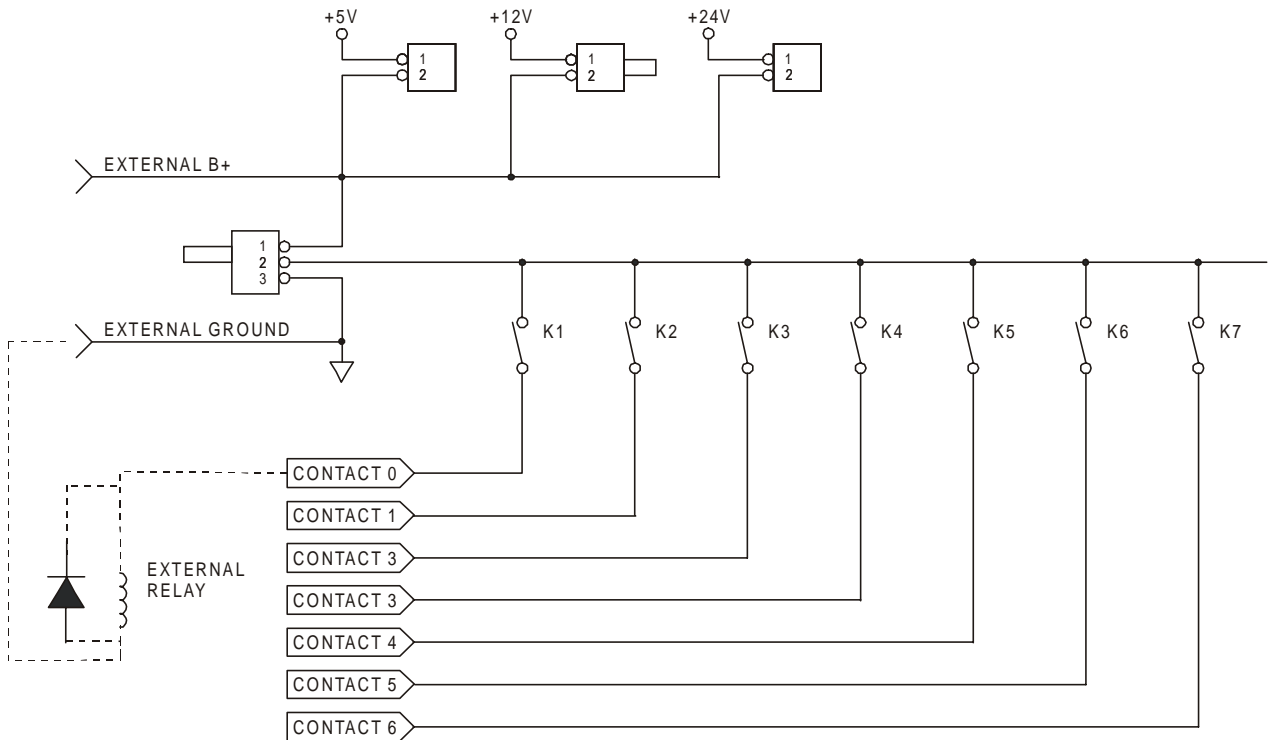 +5V +12V +24V
1 1 1
2 2 2
EXTERNAL B+
1
2
3
EXTERNAL GROUND
K1 K2 K3 K4 K5 K6 K7
CONTACT 0
CONTACT 1
CONTACT 3
EXTERNAL
RELAY
CONTACT 3
CONTACT 4
CONTACT 5
CONTACT 6